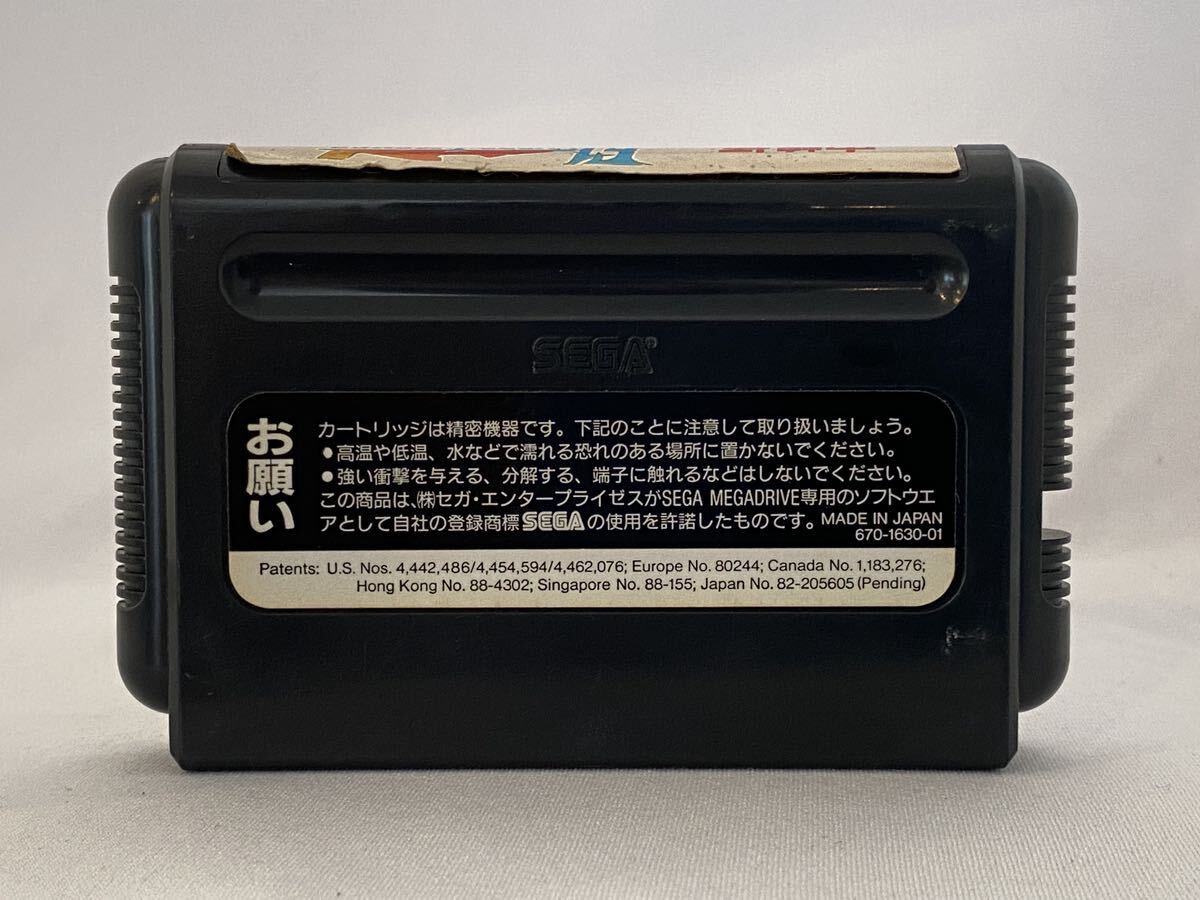 SEGA®
お願い
カートリッジは精密機器です。下記のことに注意して取り扱いましょう。
●高温や低温、水などで濡れる恐れのある場所に置かないでください。
●強い衝撃を与える、分解する、端子に触れるなどはしないでください。
この商品は、㈱セガ・エンタープライゼスがSEGA MEGADRIVE専用のソフトウエ
アとして自社の登録商標SEGAの使用を許諾したものです。 MADE IN JAPAN
670-1630-01
Patents: U.S. Nos. 4,442,486/4,454,594/4,462,076; Europe No. 80244; Canada No. 1,183,276;
Hong Kong No. 88-4302; Singapore No. 88-155; Japan No. 82-205605 (Pending)